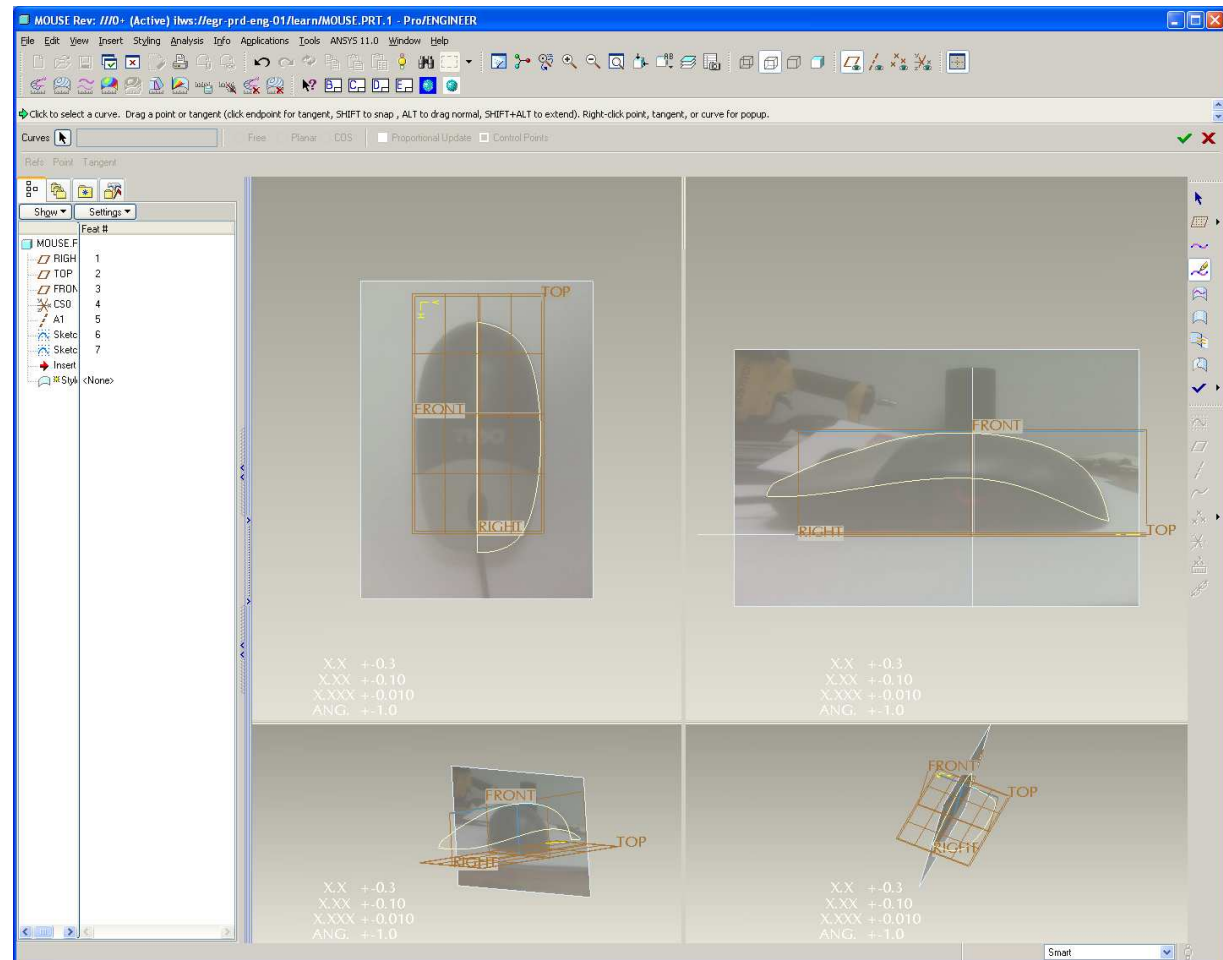 MOUSE Rev: ///0+ (Active) ilws://egr-prd-eng-01/learn/MOUSE.PRT.1 - Pro/ENGINEER
File Edit View Insert Styling Analysis Info Applications Tools ANSYS 11.0 Window Help
Click to select a curve. Drag a point or tangent (click endpoint for tangent, SHIFT to snap , ALT to drag normal, SHIFT+ALT to extend). Right-click point, tangent, or curve for popup.
Curves Free Planar COS Proportional Update Control Points
Refs Point Tangent
Show Settings
Feat #
MOUSE.F
RIGH 1
TOP 2
FRON 3
CS0 4
A1 5
Sketc 6
Sketc 7
Insert
Styl <None>
TOP
FRONT
RIGHT
X.X +-0.3
X.XX +-0.10
X.XXX +-0.010
ANG. +-1.0
FRONT
RIGHT
TOP
X.X +-0.3
X.XX +-0.10
X.XXX +-0.010
ANG. +-1.0
FRONT
TOP
RIGHT
X.X +-0.3
X.XX +-0.10
X.XXX +-0.010
ANG. +-1.0
FRONT
TOP
RIGHT
X.X +-0.3
X.XX +-0.10
X.XXX +-0.010
ANG. +-1.0
Smart